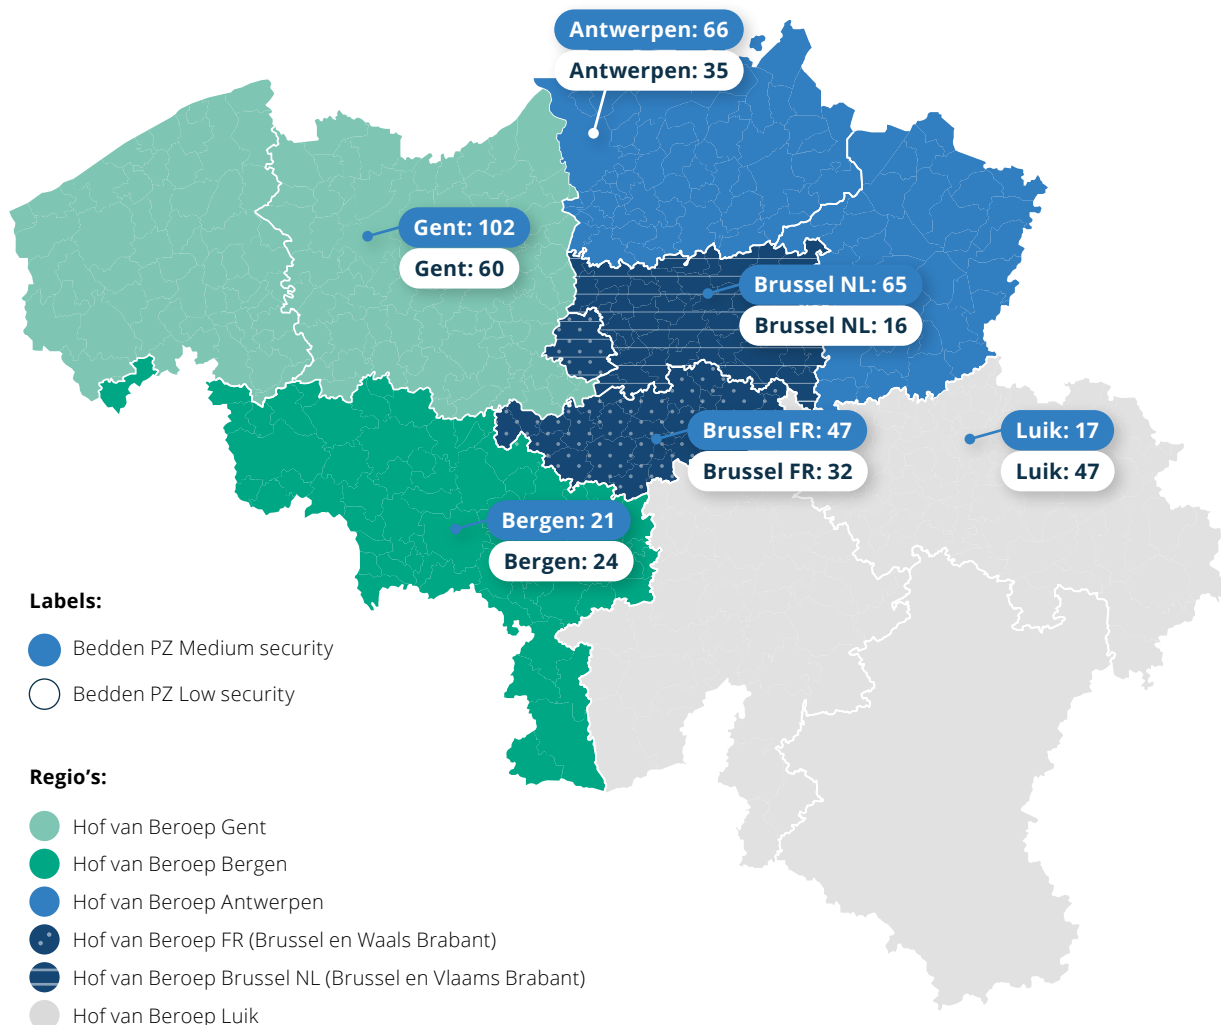 Antwerpen: 66
Antwerpen: 35
Gent: 102
Gent: 60
Brussel NL: 65
Brussel NL: 16
Brussel FR: 47
Brussel FR: 32
Luik: 17
Luik: 47
Bergen: 21
Bergen: 24
Labels:
Bedden PZ Medium security
Bedden PZ Low security
Regio's:
Hof van Beroep Gent
Hof van Beroep Bergen
Hof van Beroep Antwerpen
Hof van Beroep FR (Brussel en Waals Brabant)
Hof van Beroep Brussel NL (Brussel en Vlaams Brabant)
Hof van Beroep Luik